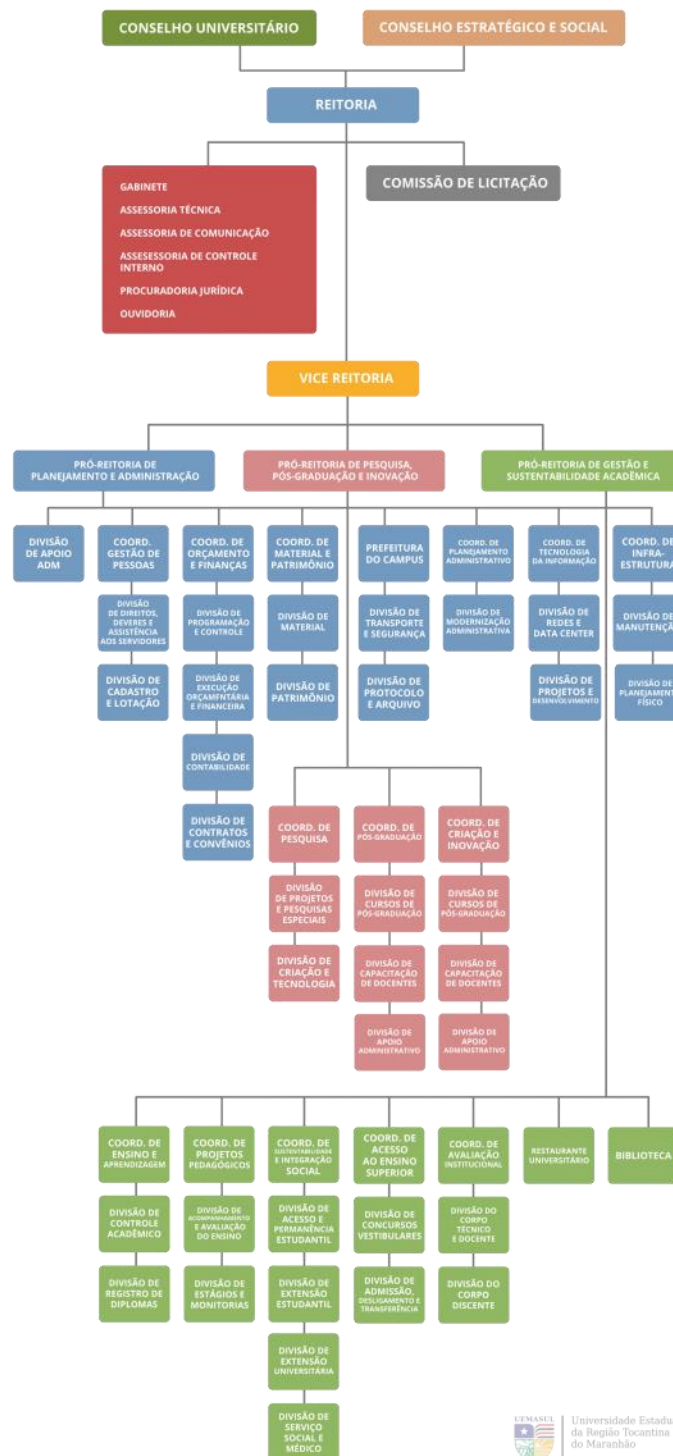 CONSELHO UNIVERSITÁRIO
CONSELHO ESTRATÉGICO E SOCIAL
REITORIA
GABINETE
ASSESSORIA TÉCNICA
ASSESSORIA DE COMUNICAÇÃO
ASSESESSORIA DE CONTROLE
INTERNO
PROCURADORIA JURÍDICA
OUVIDORIA
COMISSÃO DE LICITAÇÃO
VICE REITORIA
PRÓ-REITORIA DE
PLANEJAMENTO E ADMINISTRAÇÃO
PRÓ-REITORIA DE PESQUISA,
PÓS-GRADUAÇÃO E INOVAÇÃO
PRÓ-REITORIA DE GESTÃO E
SUSTENTABILIDADE ACADÊMICA
DIVISÃO
DE APOIO
ADM
COORD.
GESTÃO DE
PESSOAS
COORD. DE
ORÇAMENTO
E FINANÇAS
COORD. DE
MATERIAL E
PATRIMÔNIO
PREFEITURA
DO CAMPUS
COORD. DE
PLANEJAMENTO
ADMINISTRATIVO
COORD. DE
TECNOLOGIA
DA INFORMAÇÃO
COORD. DE
INFRA-
ESTRUTURA
DIVISÃO
DE DIREITOS,
DEVERES E
ASSISTÊNCIA
AOS SERVIDORES
DIVISÃO DE
PROGRAMAÇÃO
E CONTROLE
DIVISÃO DE
MATERIAL
DIVISÃO DE
TRANSPORTE
E SEGURANÇA
DIVISÃO DE
MODERNIZAÇÃO
ADMINISTRATIVA
DIVISÃO DE
REDES E
DATA CENTER
DIVISÃO DE
MANUTENÇÃO
DIVISÃO DE
CADASTRO
E LOTAÇÃO
DIVISÃO DE
EXECUÇÃO
ORÇAMENTÁRIA
E FINANCEIRA
DIVISÃO DE
PATRIMÔNIO
DIVISÃO DE
PROTOCOLO
E ARQUIVO
DIVISÃO DE
PROJETOS E
DESENVOLVIMENTO
DIVISÃO DE
PLANEJAMENTO
FÍSICO
DIVISÃO DE
CONTABILIDADE
DIVISÃO DE
CONTRATOS
E CONVÊNIOS
COORD. DE
PESQUISA
COORD. DE
PÓS-GRADUAÇÃO
COORD. DE
CRIAÇÃO E
INOVAÇÃO
DIVISÃO
DE PROJETOS
E PESQUISAS
ESPECIAIS
DIVISÃO DE
CURSOS DE
PÓS-GRADUAÇÃO
DIVISÃO DE
CURSOS DE
PÓS-GRADUAÇÃO
DIVISÃO DE
CRIAÇÃO E
TECNOLOGIA
DIVISÃO DE
CAPACITAÇÃO
DE DOCENTES
DIVISÃO DE
CAPACITAÇÃO
DE DOCENTES
DIVISÃO DE
APOIO
ADMINISTRATIVO
DIVISÃO DE
APOIO
ADMINISTRATIVO
COORD. DE
ENSINO E
APRENDIZAGEM
COORD. DE
PROJETOS
PEDAGÓGICOS
COORD. DE
SUSTENTABILIDADE
E INTEGRAÇÃO
SOCIAL
COORD. DE
ACESSO
AO ENSINO
SUPERIOR
COORD. DE
AVALIAÇÃO
INSTITUCIONAL
RESTAURANTE
UNIVERSITÁRIO
BIBLIOTECA
DIVISÃO DE
CONTROLE
ACADÊMICO
DIVISÃO DE
ACOMPANHAMENTO
E AVALIAÇÃO
DO ENSINO
DIVISÃO DE
ACESSO E
PERMANÊNCIA
ESTUDANTIL
DIVISÃO DE
CONCURSOS
VESTIBULARES
DIVISÃO DO
CORPO
TÉCNICO
E DOCENTE
DIVISÃO DE
REGISTRO DE
DIPLOMAS
DIVISÃO DE
ESTÁGIOS E
MONITORIAS
DIVISÃO DE
EXTENSÃO
ESTUDANTIL
DIVISÃO DE
ADMISSÃO,
DESLIGAMENTO E
TRANSFERÊNCIA
DIVISÃO DO
CORPO
DISCENTE
DIVISÃO DE
EXTENSÃO
UNIVERSITÁRIA
DIVISÃO DE
SERVIÇO
SOCIAL E
MÉDICO
UEMASUL
Universidade Estadu
da Região Tocantina
do Maranhão